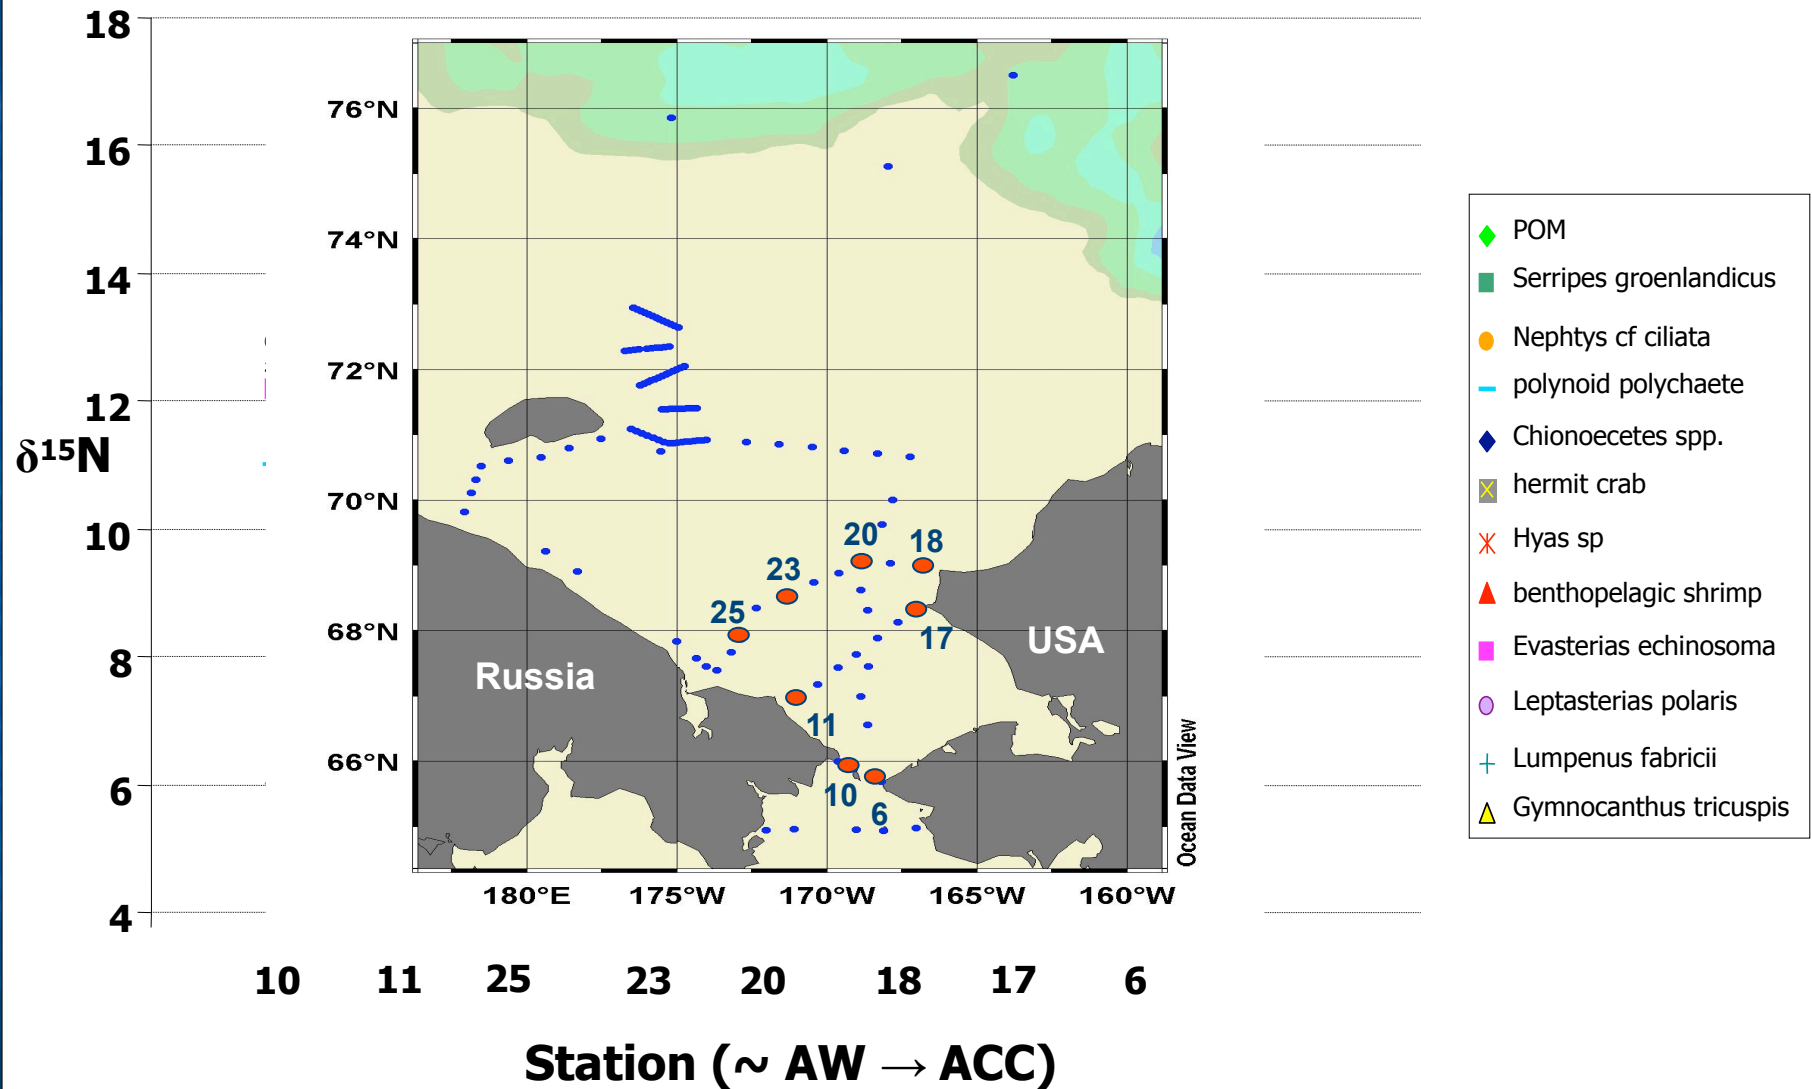 18
16
14
12
δ¹⁵N
10
8
6
4
76°N
74°N
72°N
70°N
68°N
66°N
20
18
23
25
17
USA
Russia
11
10
6
Ocean Data View
180°E 175°W 170°W 165°W 160°W
10 11 25 23 20 18 17 6
Station (~ AW → ACC)
POM
Serripes groenlandicus
Nephtys cf ciliata
polynoid polychaete
Chionoecetes spp.
hermit crab
Hyas sp
benthopelagic shrimp
Evasterias echinosoma
Leptasterias polaris
Lumpenus fabricii
Gymnocanthus tricuspis